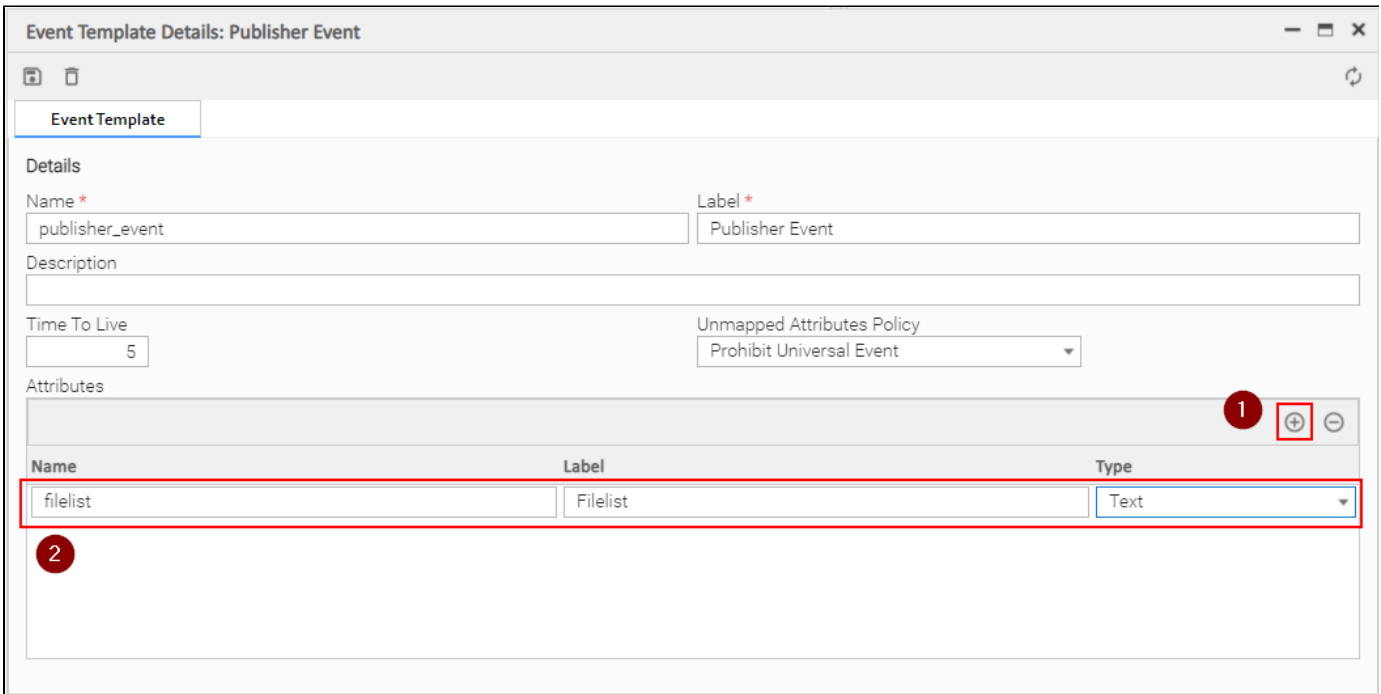 Event Template Details: Publisher Event
Event Template
Details
Name * Label *
publisher_event Publisher Event
Description
Time To Live Unmapped Attributes Policy
5 Prohibit Universal Event
Attributes
1
Name Label Type
filelist Filelist Text
2